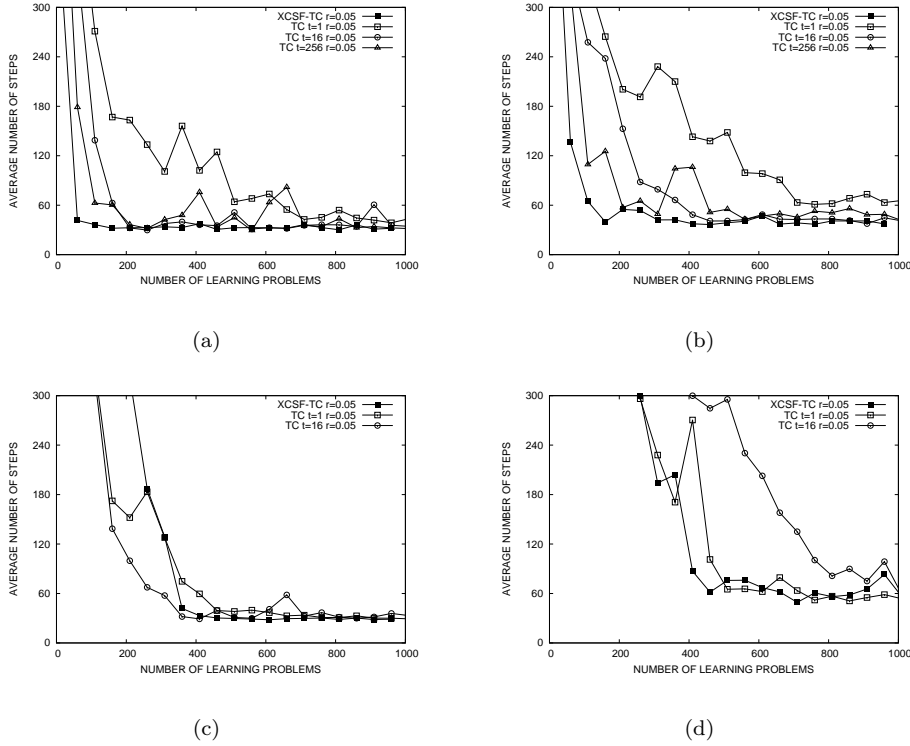 XCSF-TC r=0.05
TC t=1 r=0.05
TC t=16 r=0.05
TC t=256 r=0.05
300
240
180
120
60
0
AVERAGE NUMBER OF STEPS
0 200 400 600 800 1000
NUMBER OF LEARNING PROBLEMS
(a)
XCSF-TC r=0.05
TC t=1 r=0.05
TC t=16 r=0.05
TC t=256 r=0.05
300
240
180
120
60
0
AVERAGE NUMBER OF STEPS
0 200 400 600 800 1000
NUMBER OF LEARNING PROBLEMS
(b)
XCSF-TC r=0.05
TC t=1 r=0.05
TC t=16 r=0.05
300
240
180
120
60
0
AVERAGE NUMBER OF STEPS
0 200 400 600 800 1000
NUMBER OF LEARNING PROBLEMS
(c)
XCSF-TC r=0.05
TC t=1 r=0.05
TC t=16 r=0.05
300
240
180
120
60
0
AVERAGE NUMBER OF STEPS
0 200 400 600 800 1000
NUMBER OF LEARNING PROBLEMS
(d)